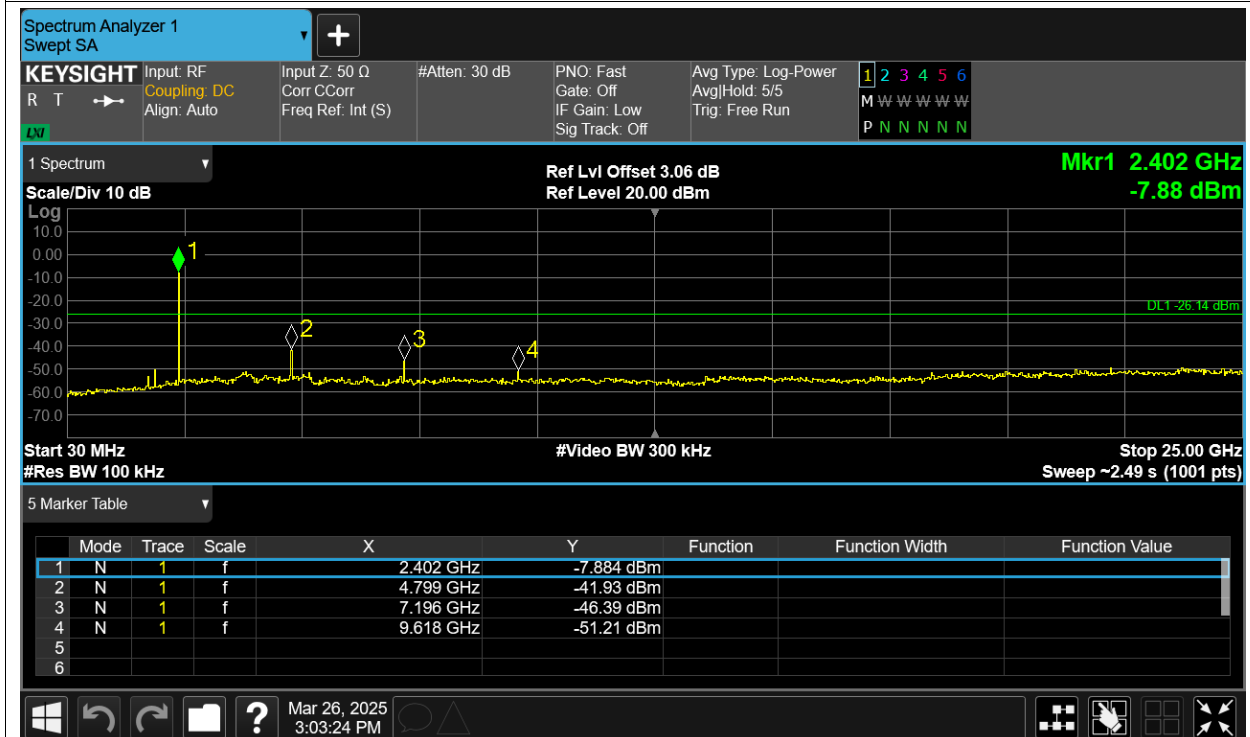 Spectrum Analyzer 1
Swept SA
+
KEYSIGHT
R T
LXI
Input: RF
Coupling: DC
Align: Auto
Input Z: 50 Ω
Corr CCorr
Freq Ref: Int (S)
#Atten: 30 dB
PNO: Fast
Gate: Off
IF Gain: Low
Sig Track: Off
Avg Type: Log-Power
Avg|Hold: 5/5
Trig: Free Run
1 2 3 4 5 6
M W W W W W
P N N N N N
1 Spectrum
Scale/Div 10 dB
Ref Lvl Offset 3.06 dB
Ref Level 20.00 dBm
Mkr1 2.402 GHz
-7.88 dBm
Log
10.0
0.00
-10.0
-20.0
-30.0
-40.0
-50.0
-60.0
-70.0
1
2
3
4
DL1 -26.14 dBm
Start 30 MHz
#Video BW 300 kHz
Stop 25.00 GHz
#Res BW 100 kHz
Sweep ~2.49 s (1001 pts)
5 Marker Table
Mode Trace Scale X Y Function Function Width Function Value
1 N 1 f 2.402 GHz -7.884 dBm
2 N 1 f 4.799 GHz -41.93 dBm
3 N 1 f 7.196 GHz -46.39 dBm
4 N 1 f 9.618 GHz -51.21 dBm
5
6
?
Mar 26, 2025
3:03:24 PM